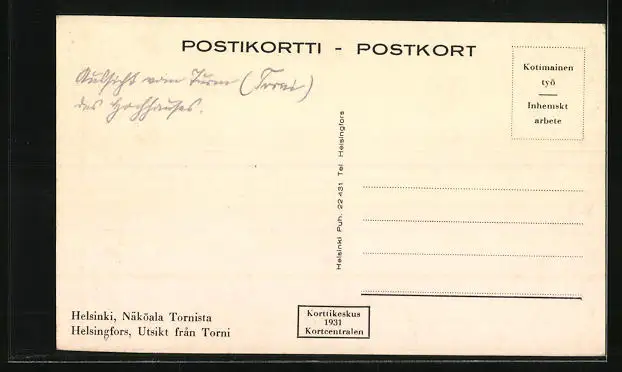 POSTIKORTTI - POSTKORT
Aussicht vom Turm (Torni)
des Hochhauses.
Kotimainen
työ
Inhemskt
arbete
Helsinki Puh. 22 431 Tel. Helsingfors
Helsinki, Näköala Tornista
Helsingfors, Utsikt från Torni
Korttikeskus
1931
Kortcentralen